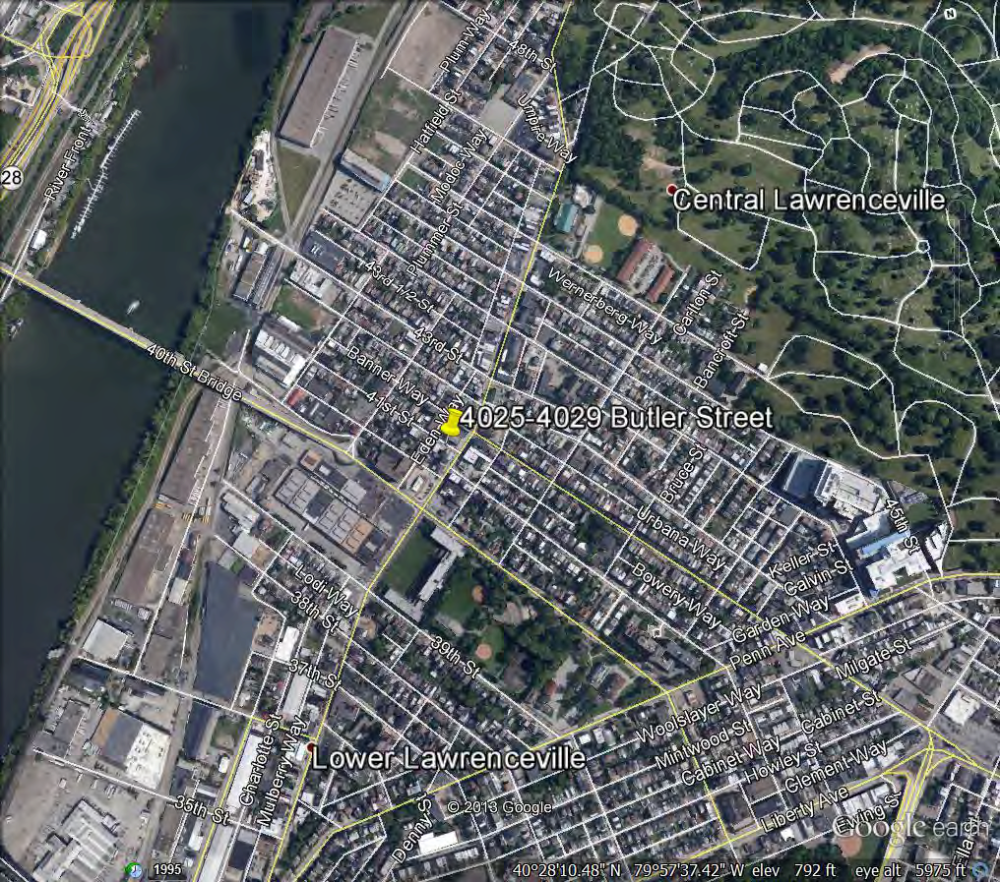 N
Plum Way
48th St
Hatfield St
Umpire Way
Modoc Way
River Front
28
Central Lawrenceville
Plummer St
43rd 1/2 St
Wernerberg Way
Carlton St
43rd St
Bancroft St
40th St Bridge
Banner Way
41st St
Eden Way
4025-4029 Butler Street
Bruce St
45th St
Urbana Way
Keller St
Calvin St
Bowery Way
Garden Way
Lodi Way
38th St
Penn Ave
39th St
Milgate St
37th St
Woolslayer Way
Cabinet St
Mintwood St
Charlotte St
Mulberry Way
Lower Lawrenceville
Cabinet Way
Howley St
Clement Way
35th St
Denny St
© 2013 Google
Liberty Ave
Ewing St
Google earth
1995
40°28'10.48" N 79°57'37.42" W elev 792 ft eye alt 5975 ft